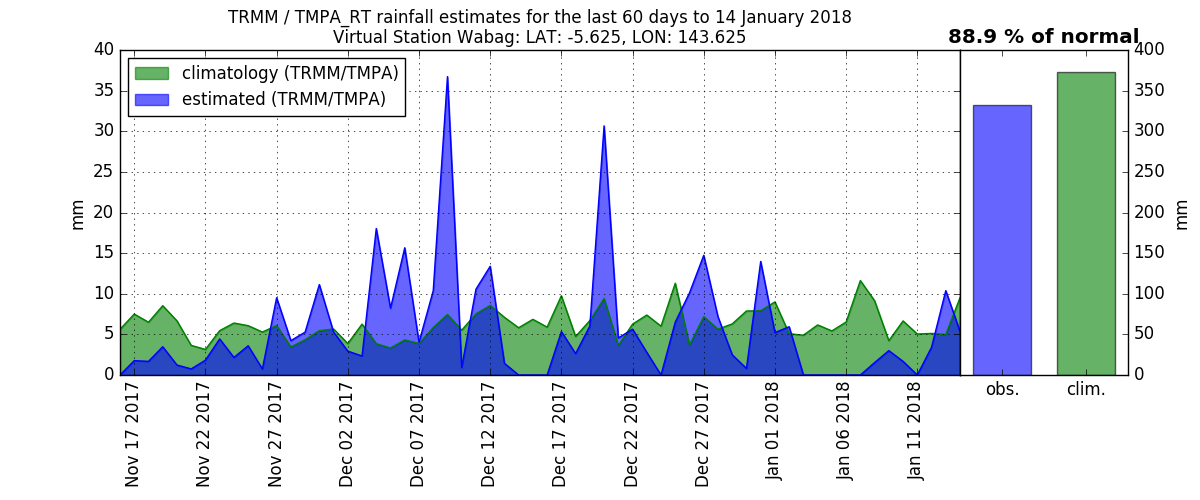 TRMM / TMPA_RT rainfall estimates for the last 60 days to 14 January 2018
Virtual Station Wabag: LAT: -5.625, LON: 143.625
88.9 % of normal
climatology (TRMM/TMPA)
estimated (TRMM/TMPA)
40
35
30
25
20
15
10
5
0
mm
Nov 17 2017
Nov 22 2017
Nov 27 2017
Dec 02 2017
Dec 07 2017
Dec 12 2017
Dec 17 2017
Dec 22 2017
Dec 27 2017
Jan 01 2018
Jan 06 2018
Jan 11 2018
obs.
clim.
400
350
300
250
200
150
100
50
0
mm